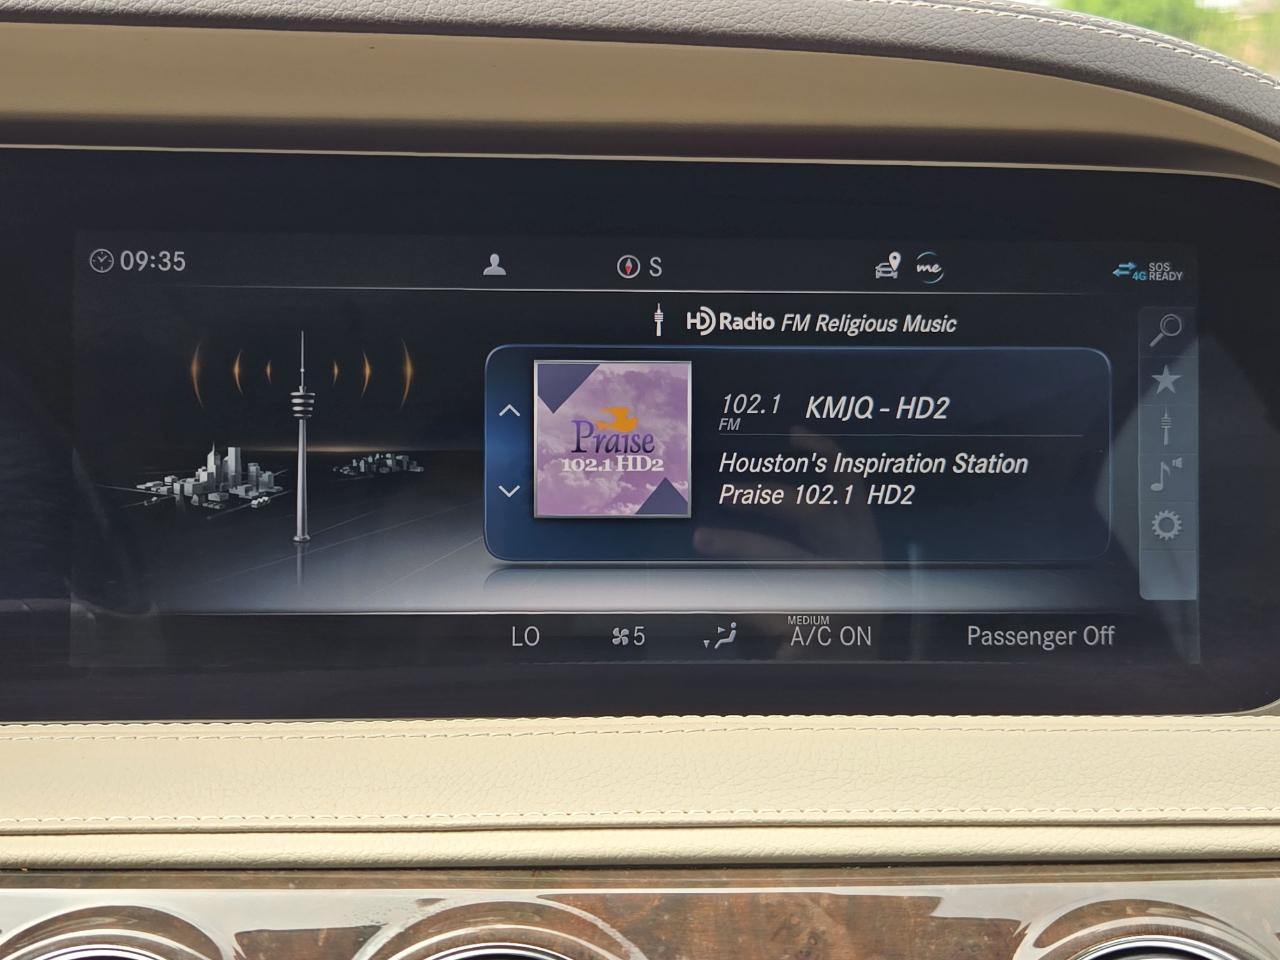 09:35
S
me
4G
SOS
READY
HD Radio FM Religious Music
Praise
102.1 HD2
102.1
FM
KMJQ - HD2
Houston's Inspiration Station
Praise 102.1 HD2
LO
5
MEDIUM
A/C ON
Passenger Off